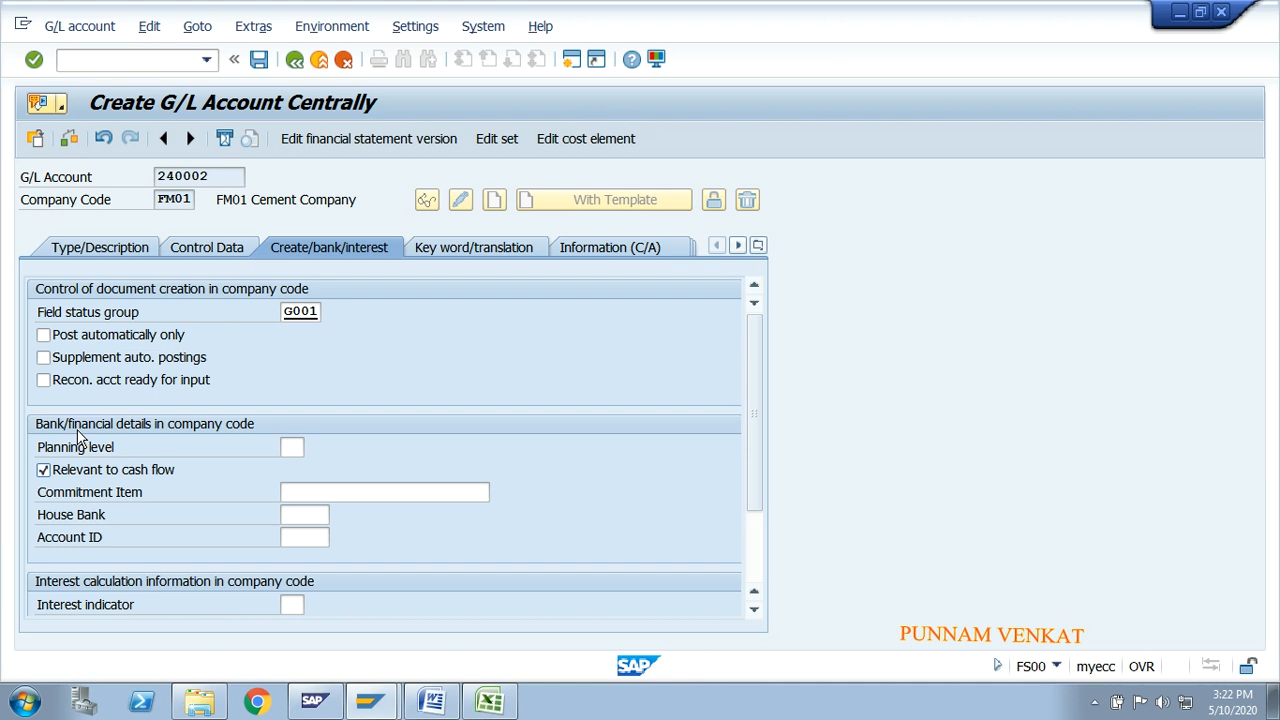 G/L account Edit Goto Extras Environment Settings System Help
Create G/L Account Centrally
Edit financial statement version Edit set Edit cost element
G/L Account 240002
Company Code FM01 FM01 Cement Company With Template
Type/Description Control Data Create/bank/interest Key word/translation Information (C/A)
Control of document creation in company code
Field status group G001
Post automatically only
Supplement auto. postings
Recon. acct ready for input
Bank/financial details in company code
Planning level
Relevant to cash flow
Commitment Item
House Bank
Account ID
Interest calculation information in company code
Interest indicator
PUNNAM VENKAT
SAP FS00 myecc OVR
SAP
3:22 PM
5/10/2020